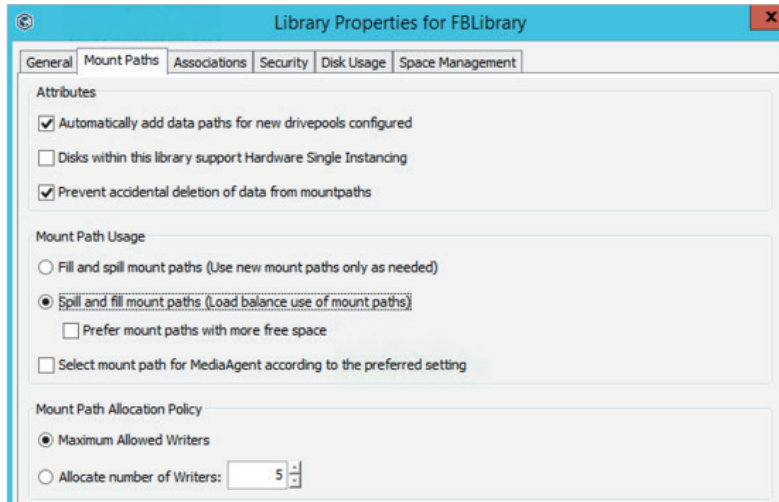 Library Properties for FBLibrary
x
General Mount Paths Associations Security Disk Usage Space Management
Attributes
Automatically add data paths for new drivepools configured
Disks within this library support Hardware Single Instancing
Prevent accidental deletion of data from mountpaths
Mount Path Usage
Fill and spill mount paths (Use new mount paths only as needed)
Spill and fill mount paths (Load balance use of mount paths)
Prefer mount paths with more free space
Select mount path for MediaAgent according to the preferred setting
Mount Path Allocation Policy
Maximum Allowed Writers
Allocate number of Writers: 5